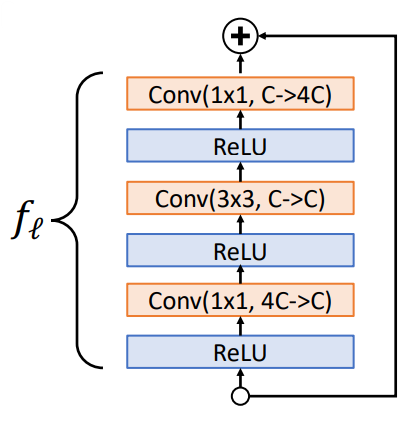 +
Conv(1x1, C->4C)
ReLU
Conv(3x3, C->C)
fℓ
ReLU
Conv(1x1, 4C->C)
ReLU